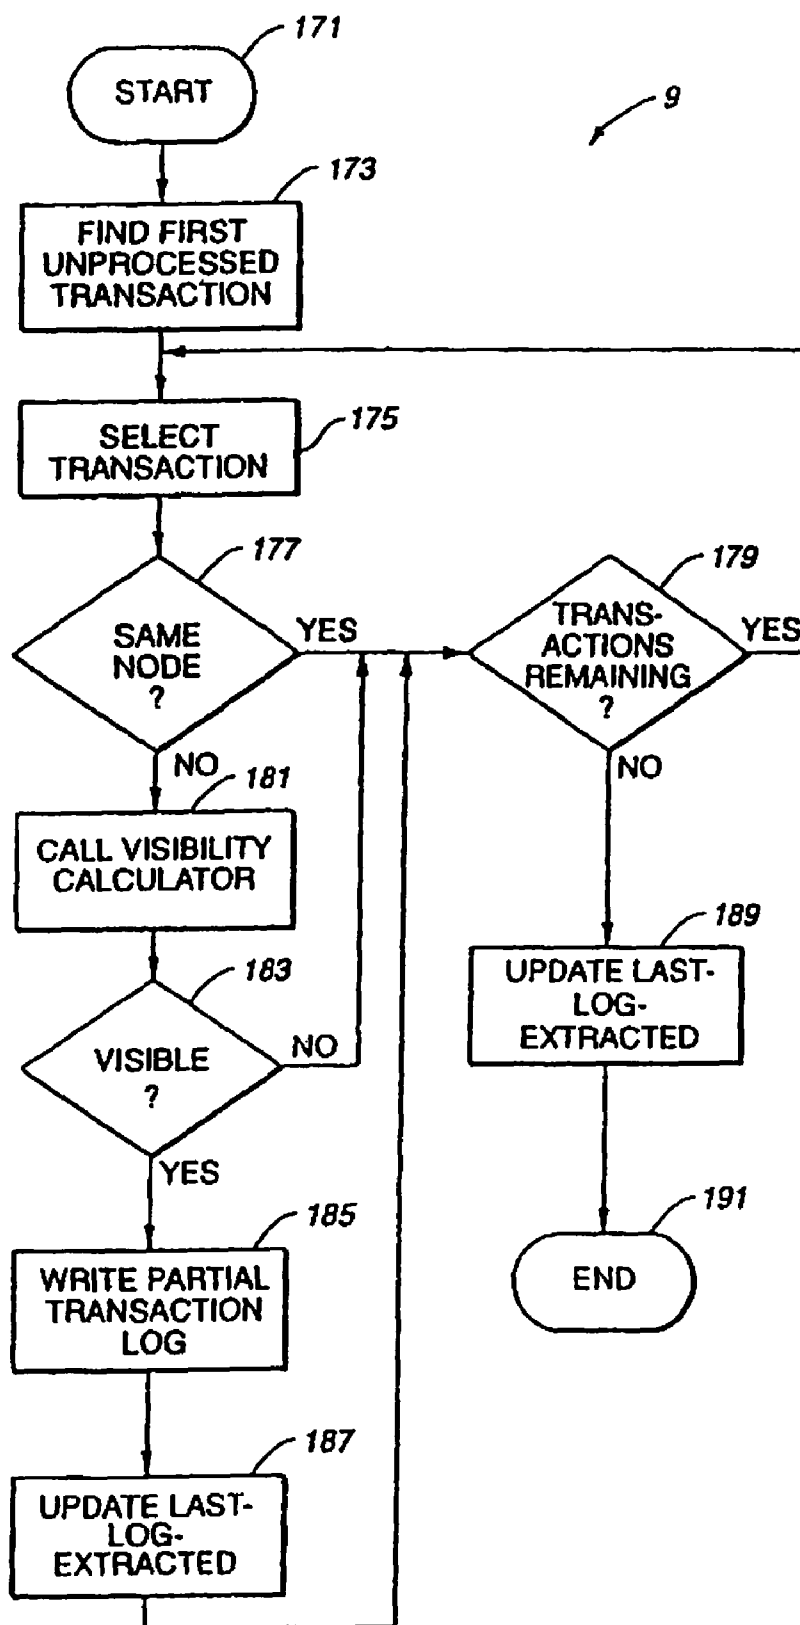 171
START
9
173
FIND FIRST
UNPROCESSED
TRANSACTION
175
SELECT
TRANSACTION
177
SAME
NODE
?
YES
NO
179
TRANS-
ACTIONS
REMAINING
?
YES
NO
181
CALL VISIBILITY
CALCULATOR
183
VISIBLE
?
NO
YES
189
UPDATE LAST-
LOG-
EXTRACTED
185
WRITE PARTIAL
TRANSACTION
LOG
191
END
187
UPDATE LAST-
LOG-
EXTRACTED